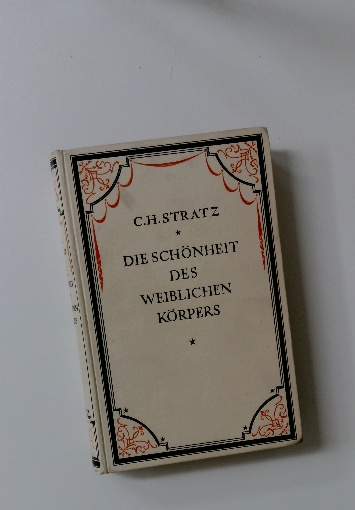 C.H.STRATZ
DIE SCHÖNHEIT
DES
WEIBLICHEN
KÖRPERS